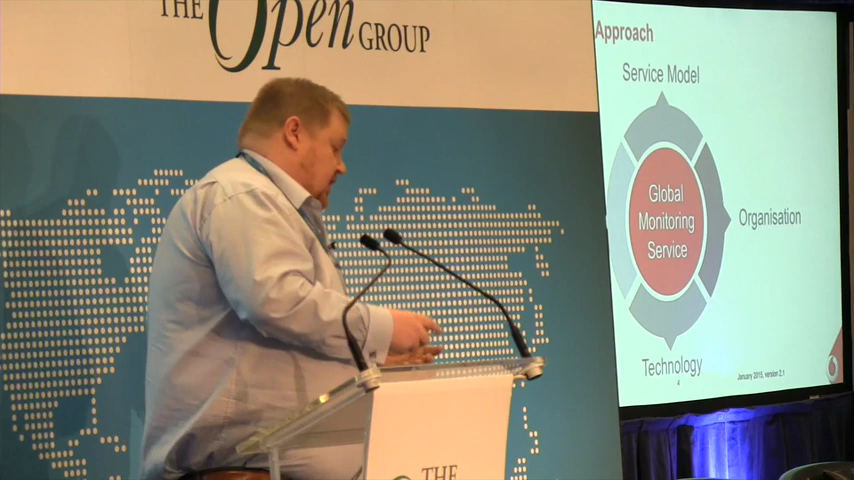 THE Open GROUP
Approach
Service Model
Global
Monitoring
Service
Organisation
Technology
4
January 2015, version 2.1
THE